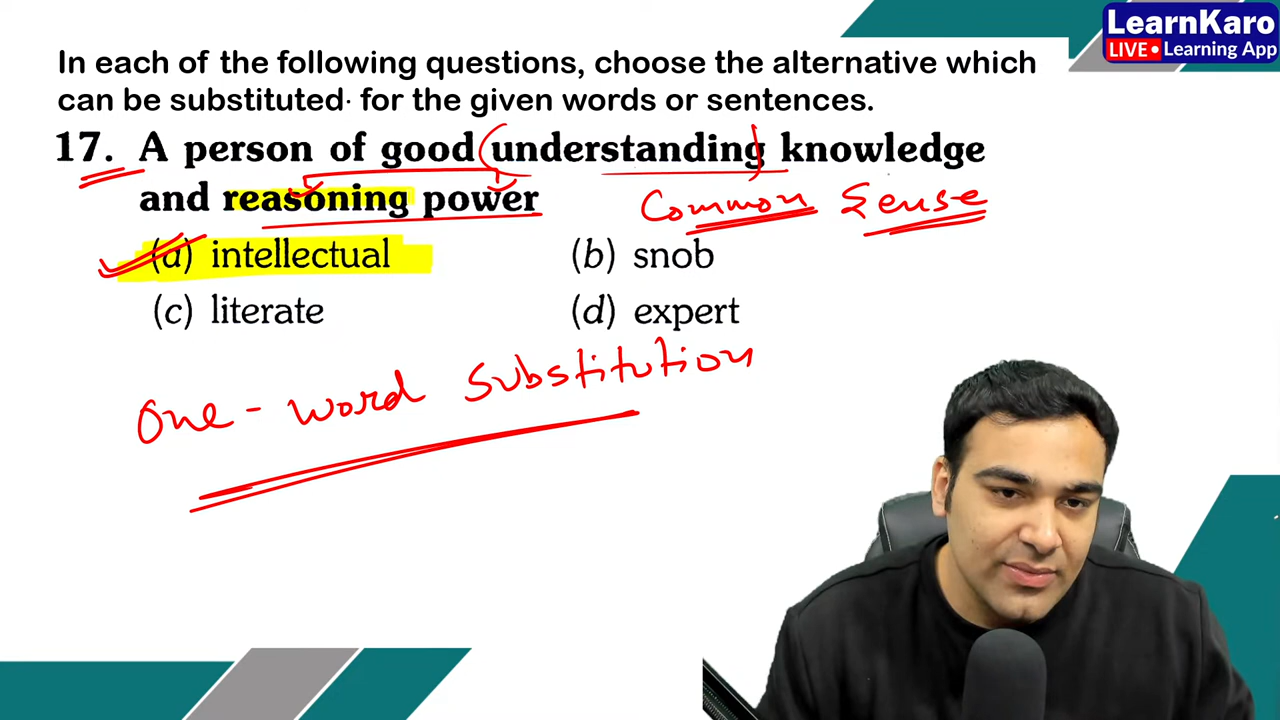 LearnKaro
LIVE • Learning App
In each of the following questions, choose the alternative which
can be substituted· for the given words or sentences.
17. A person of good (understanding) knowledge
and reasoning power
Common Sense
(a) intellectual (b) snob
(c) literate (d) expert
One - word Substitution